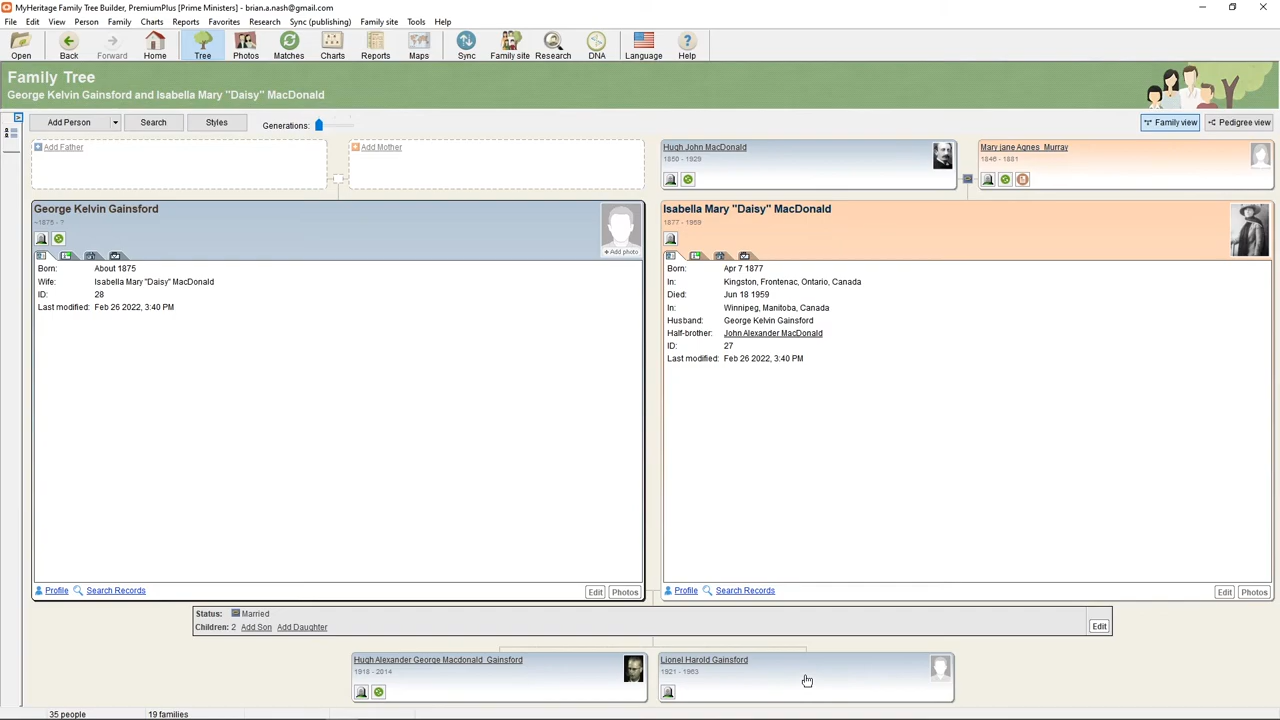 MyHeritage Family Tree Builder, PremiumPlus [Prime Ministers] - brian.a.nash@gmail.com
File Edit View Person Family Charts Reports Favorites Research Sync (publishing) Family site Tools Help
Open Back Forward Home Tree Photos Matches Charts Reports Maps Sync Family site Research DNA Language Help
Family Tree
George Kelvin Gainsford and Isabella Mary "Daisy" MacDonald
Add Person Search Styles Generations: Family view Pedigree view
Add Father Add Mother Hugh John MacDonald Mary jane Agnes Murray
1850 - 1929 1846 - 1881
George Kelvin Gainsford Isabella Mary "Daisy" MacDonald
~1875 - ? 1877 - 1959
+ Add photo
Born: About 1875
Wife: Isabella Mary "Daisy" MacDonald
ID: 28
Last modified: Feb 26 2022, 3:40 PM
Born: Apr 7 1877
In: Kingston, Frontenac, Ontario, Canada
Died: Jun 18 1959
In: Winnipeg, Manitoba, Canada
Husband: George Kelvin Gainsford
Half-brother: John Alexander MacDonald
ID: 27
Last modified: Feb 26 2022, 3:40 PM
Profile Search Records Edit Photos Profile Search Records Edit Photos
Status: Married
Children: 2 Add Son Add Daughter Edit
Hugh Alexander George Macdonald Gainsford Lionel Harold Gainsford
1918 - 2014 1921 - 1983
35 people 19 families